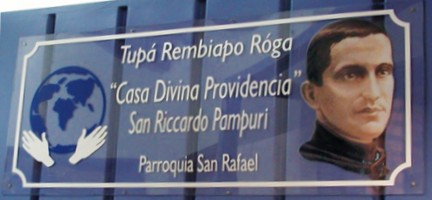 Tupá Rembiapo Róga
"Casa Divina Providencia"
San Riccardo Pampuri
Parroquia San Rafael